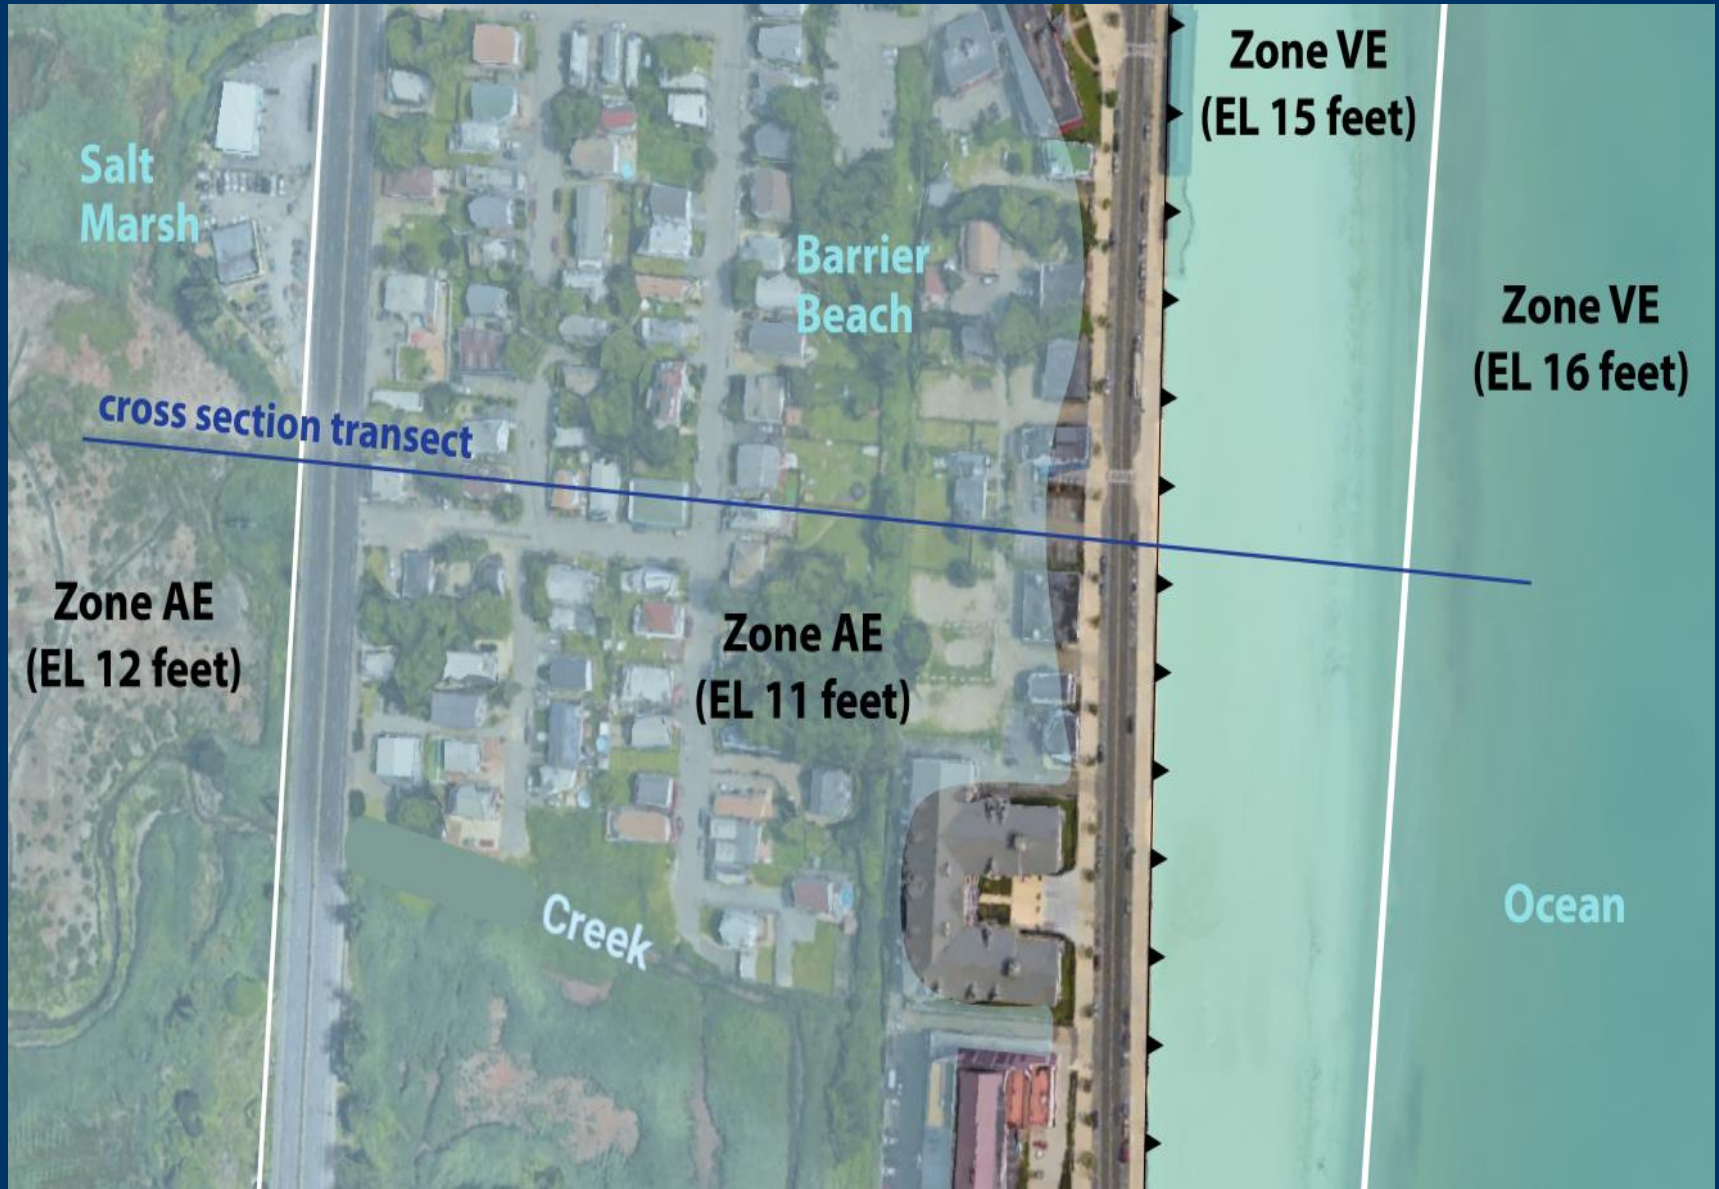 Zone VE
(EL 15 feet)
Salt
Marsh
Barrier
Beach
Zone VE
(EL 16 feet)
cross section transect
Zone AE
(EL 12 feet)
Zone AE
(EL 11 feet)
Creek
Ocean